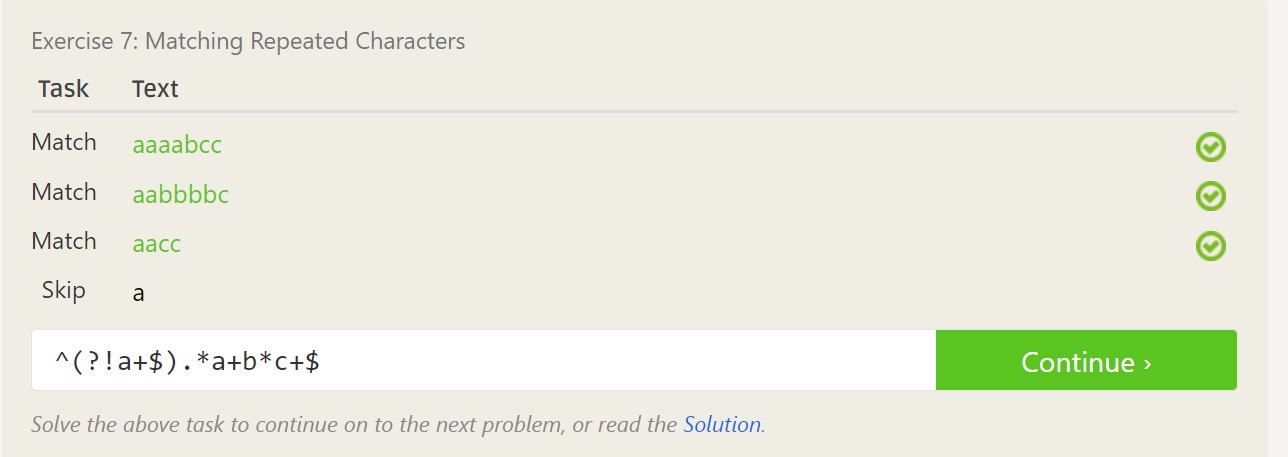 Exercise 7: Matching Repeated Characters
Task Text
Match aaaabcc
Match aabbbbc
Match aacc
Skip a
^(?!a+$).*a+b*c+$ Continue ›
Solve the above task to continue on to the next problem, or read the Solution.